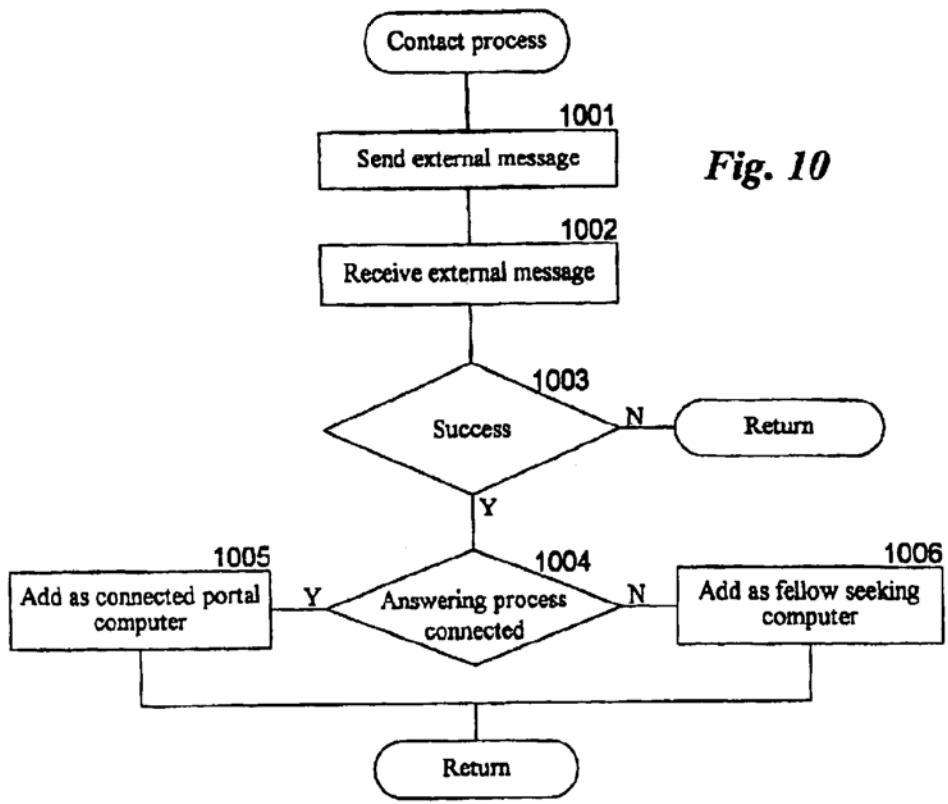 Contact process
1001
Send external message
Fig. 10
1002
Receive external message
1003
Success
N
Return
Y
1004
1005
Add as connected portal
computer
Y
Answering process
connected
N
1006
Add as fellow seeking
computer
Return